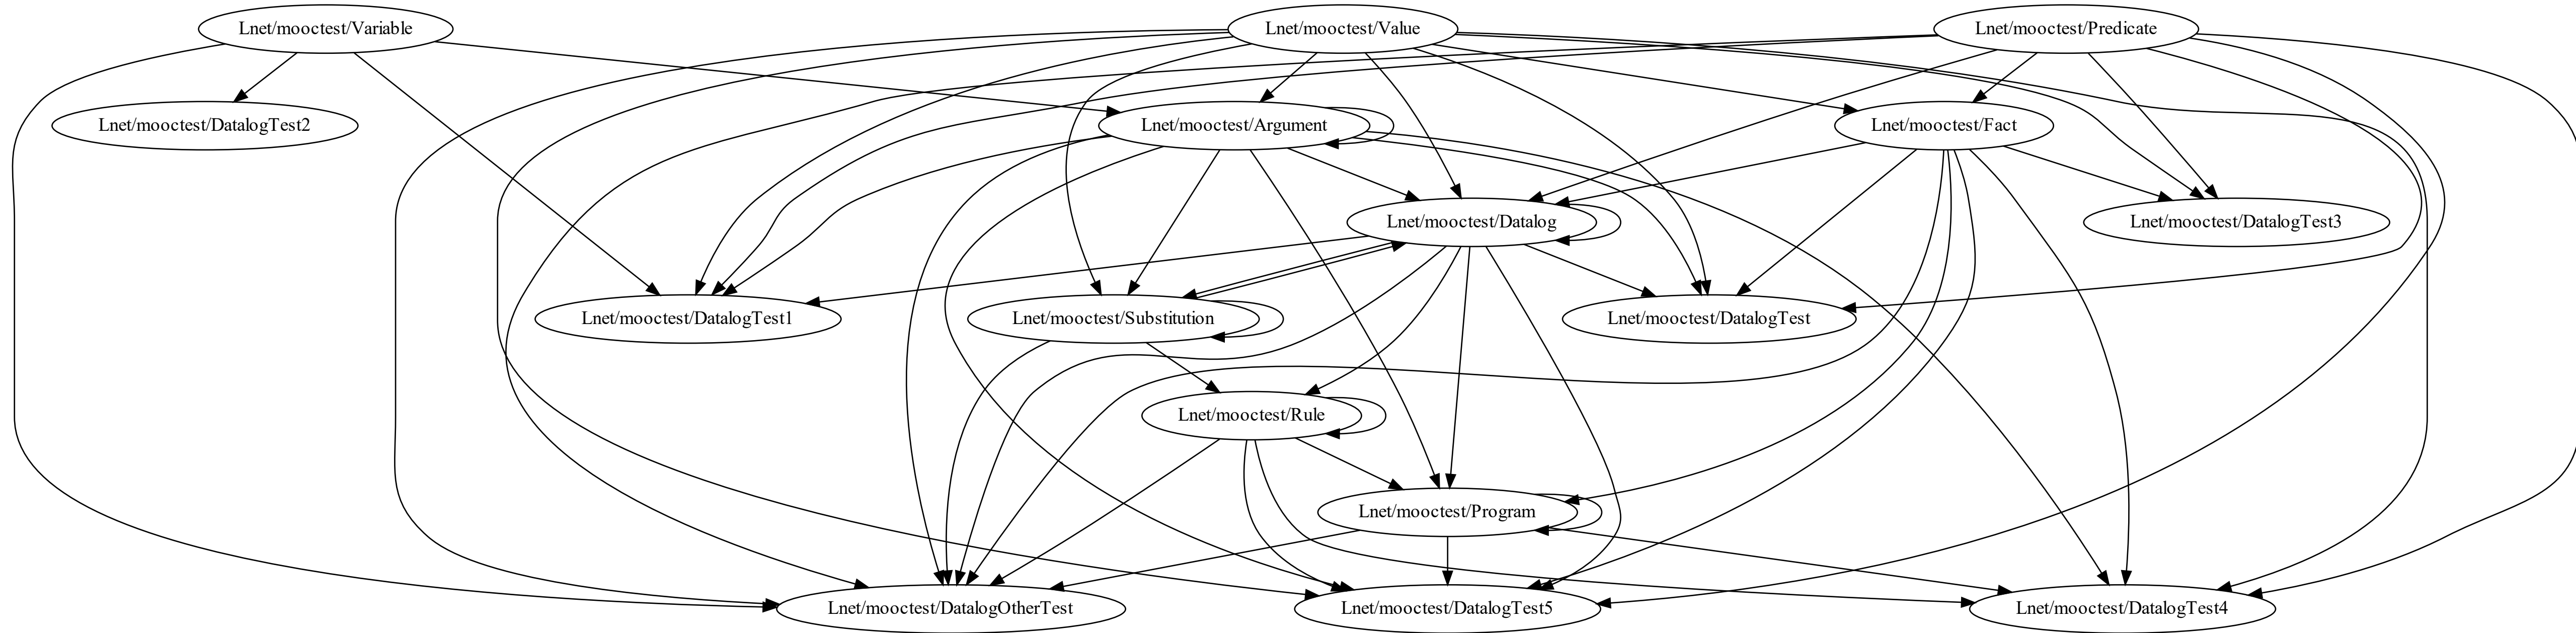 Lnet/mooctest/Variable
Lnet/mooctest/Value
Lnet/mooctest/Predicate
Lnet/mooctest/DatalogTest2
Lnet/mooctest/Argument
Lnet/mooctest/Fact
Lnet/mooctest/Datalog
Lnet/mooctest/DatalogTest3
Lnet/mooctest/DatalogTest1
Lnet/mooctest/Substitution
Lnet/mooctest/DatalogTest
Lnet/mooctest/Rule
Lnet/mooctest/Program
Lnet/mooctest/DatalogOtherTest
Lnet/mooctest/DatalogTest5
Lnet/mooctest/DatalogTest4